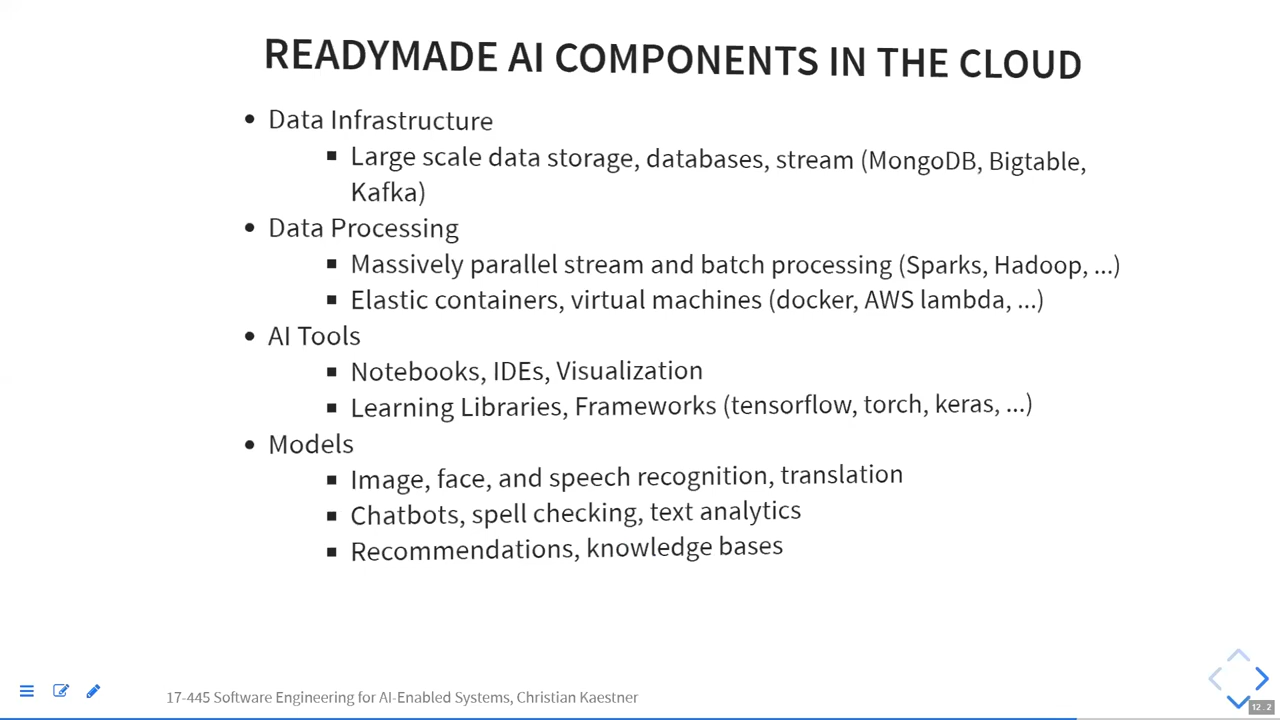 READYMADE AI COMPONENTS IN THE CLOUD
• Data Infrastructure
▪ Large scale data storage, databases, stream (MongoDB, Bigtable,
Kafka)
• Data Processing
▪ Massively parallel stream and batch processing (Sparks, Hadoop, ...)
▪ Elastic containers, virtual machines (docker, AWS lambda, ...)
• AI Tools
▪ Notebooks, IDEs, Visualization
▪ Learning Libraries, Frameworks (tensorflow, torch, keras, ...)
• Models
▪ Image, face, and speech recognition, translation
▪ Chatbots, spell checking, text analytics
▪ Recommendations, knowledge bases
17-445 Software Engineering for AI-Enabled Systems, Christian Kaestner
12.2